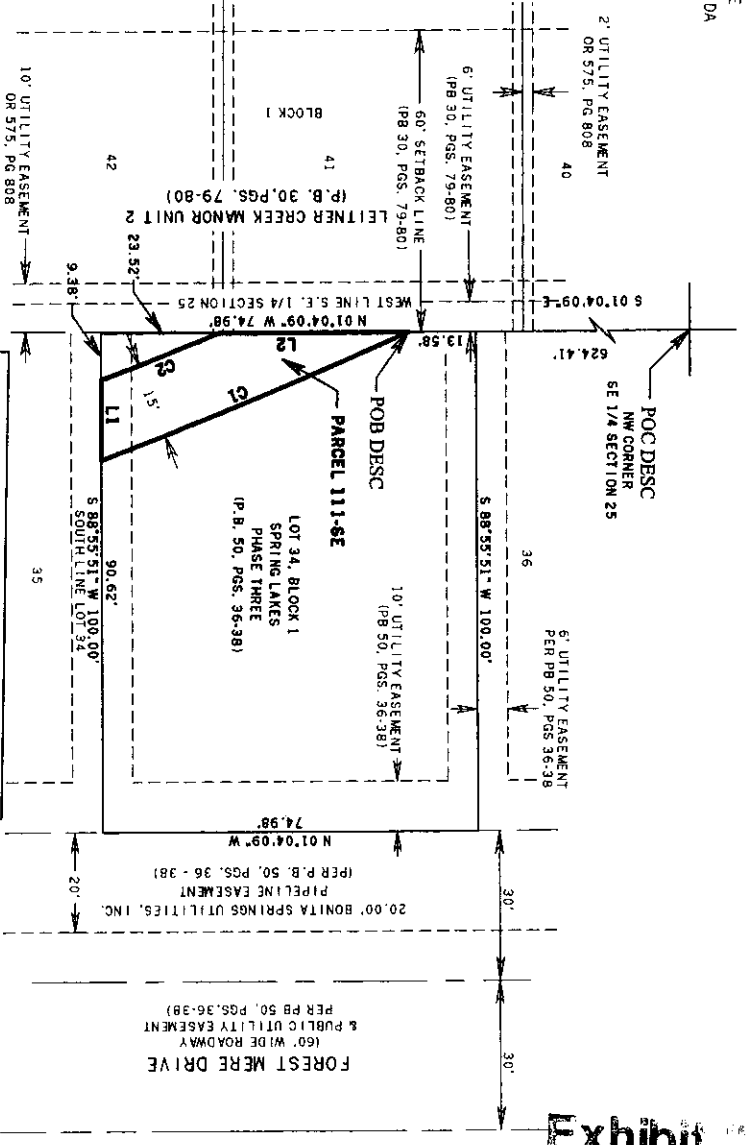 E
DA
2' UTILITY EASEMENT
OR 575, PG 808
40
6' UTILITY EASEMENT
(PB 30, PGS. 79-80)
60' SETBACK LINE
(PB 30, PGS. 79-80)
BLOCK 1
41
42
LEITNER CREEK MANOR UNIT 2
(P.B. 30, PGS. 79-80)
10' UTILITY EASEMENT
OR 575, PG 808
S 01°04'09" E
624.41'
POC DESC
NW CORNER
SE 1/4 SECTION 25
WEST LINE S.E. 1/4 SECTION 25
N 01°04'09" W 74.98'
23.52'
9.38'
13.58'
L2
C2
15'
C1
L1
POB DESC
PARCEL 111-SE
36
6' UTILITY EASEMENT
PER PB 50, PGS 36-38
S 88°55'51" W 100.00'
10' UTILITY EASEMENT
(PB 50, PGS. 36-38)
LOT 34, BLOCK 1
SPRING LAKES
PHASE THREE
(P.B. 50, PGS. 36-38)
90.62'
S 88°55'51" W 100.00'
SOUTH LINE LOT 34
35
N 01°04'09" W
74.98'
20.00' BONITA SPRINGS UTILITIES, INC.
PIPELINE EASEMENT
(PER P.B. 50, PGS. 36 - 38)
20'
30'
30'
FOREST MERE DRIVE
(60' WIDE ROADWAY
& PUBLIC UTILITY EASEMENT
PER PB 50, PGS.36-38)
Exhibit